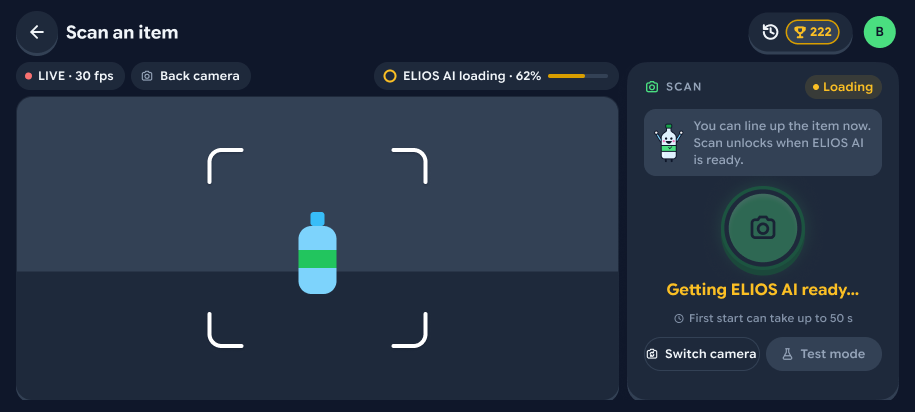 Scan an item
222
B
LIVE · 30 fps
Back camera
ELIOS AI loading · 62%
SCAN
Loading
You can line up the item now.
Scan unlocks when ELIOS AI
is ready.
Getting ELIOS AI ready...
First start can take up to 50 s
Switch camera
Test mode